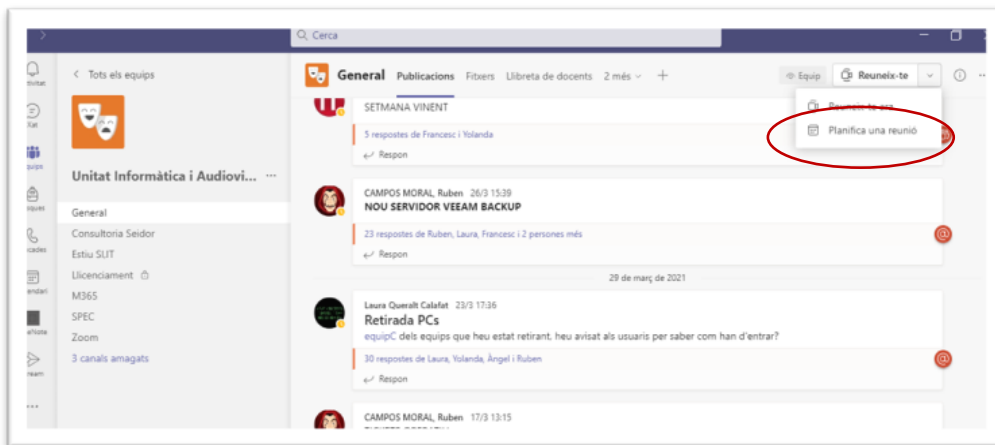 Cerca
Tots els equips
Unitat Informàtica i Audiovi... ···
General
Consultoria Seidor
Estiu SIJT
Llicenciament
M365
SPEC
Zoom
3 canals amagats
Xat
General Publicacions Fitxers Llibreta de docents 2 més
Equip
Reuneix-te
Reuneix-te ara
Planifica una reunió
SETMANA VINENT
5 respostes de Francesc i Yolanda
Respon
CAMPOS MORAL, Ruben 26/3 15:39
NOU SERVIDOR VEEAM BACKUP
23 respostes de Ruben, Laura, Francesc i 2 persones més
Respon
29 de març de 2021
Laura Queralt Calafat 23/3 17:36
Retirada PCs
equipC dels equips que heu estat retirant, heu avisat als usuaris per saber com han d'entrar?
30 respostes de Laura, Yolanda, Àngel i Ruben
Respon
CAMPOS MORAL, Ruben 17/3 13:15